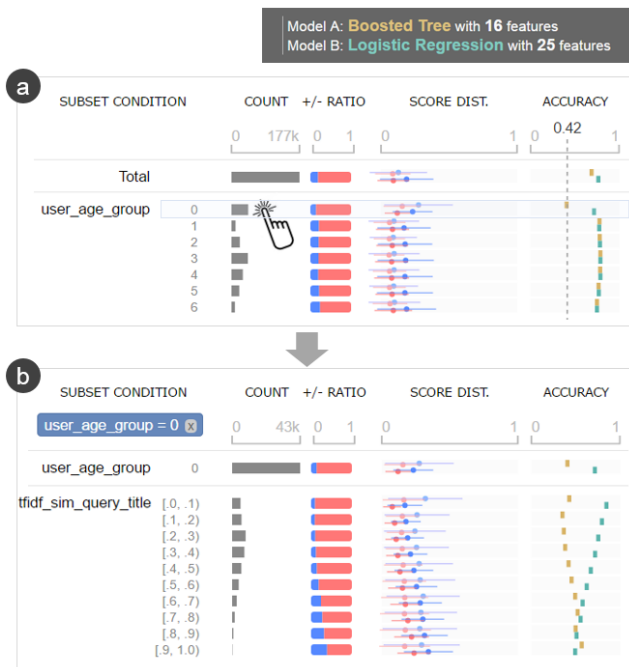 Model A: Boosted Tree with 16 features
Model B: Logistic Regression with 25 features
a
SUBSET CONDITION COUNT +/- RATIO SCORE DIST. ACCURACY
0.42
0 177k 0 1 0 1 0 1
Total
user_age_group 0
1
2
3
4
5
6
b
SUBSET CONDITION COUNT +/- RATIO SCORE DIST. ACCURACY
user_age_group = 0 x
0 43k 0 1 0 1 0 1
user_age_group 0
tfidf_sim_query_title [.0, .1)
[.1, .2)
[.2, .3)
[.3, .4)
[.4, .5)
[.5, .6)
[.6, .7)
[.7, .8)
[.8, .9)
[.9, 1.0)